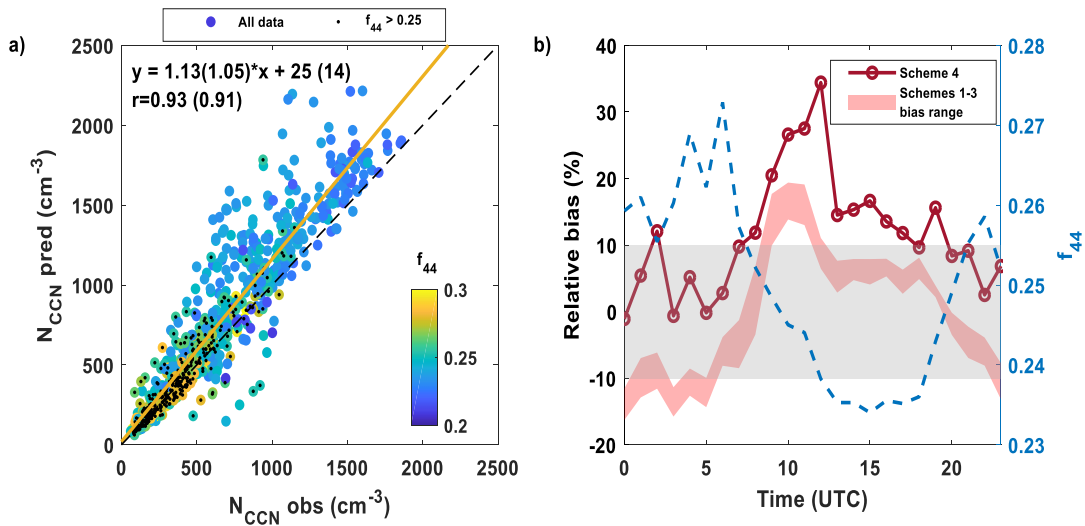 All data
f44 > 0.25
a)
y = 1.13(1.05)*x + 25 (14)
r=0.93 (0.91)
NCCN pred (cm-3)
2500
2000
1500
1000
500
0
f44
0.3
0.25
0.2
0 500 1000 1500 2000 2500
NCCN obs (cm-3)
b)
Scheme 4
Schemes 1-3
bias range
Relative bias (%)
40
30
20
10
0
-10
-20
0 5 10 15 20
Time (UTC)
0.28
0.27
0.26
0.25
0.24
0.23
f44